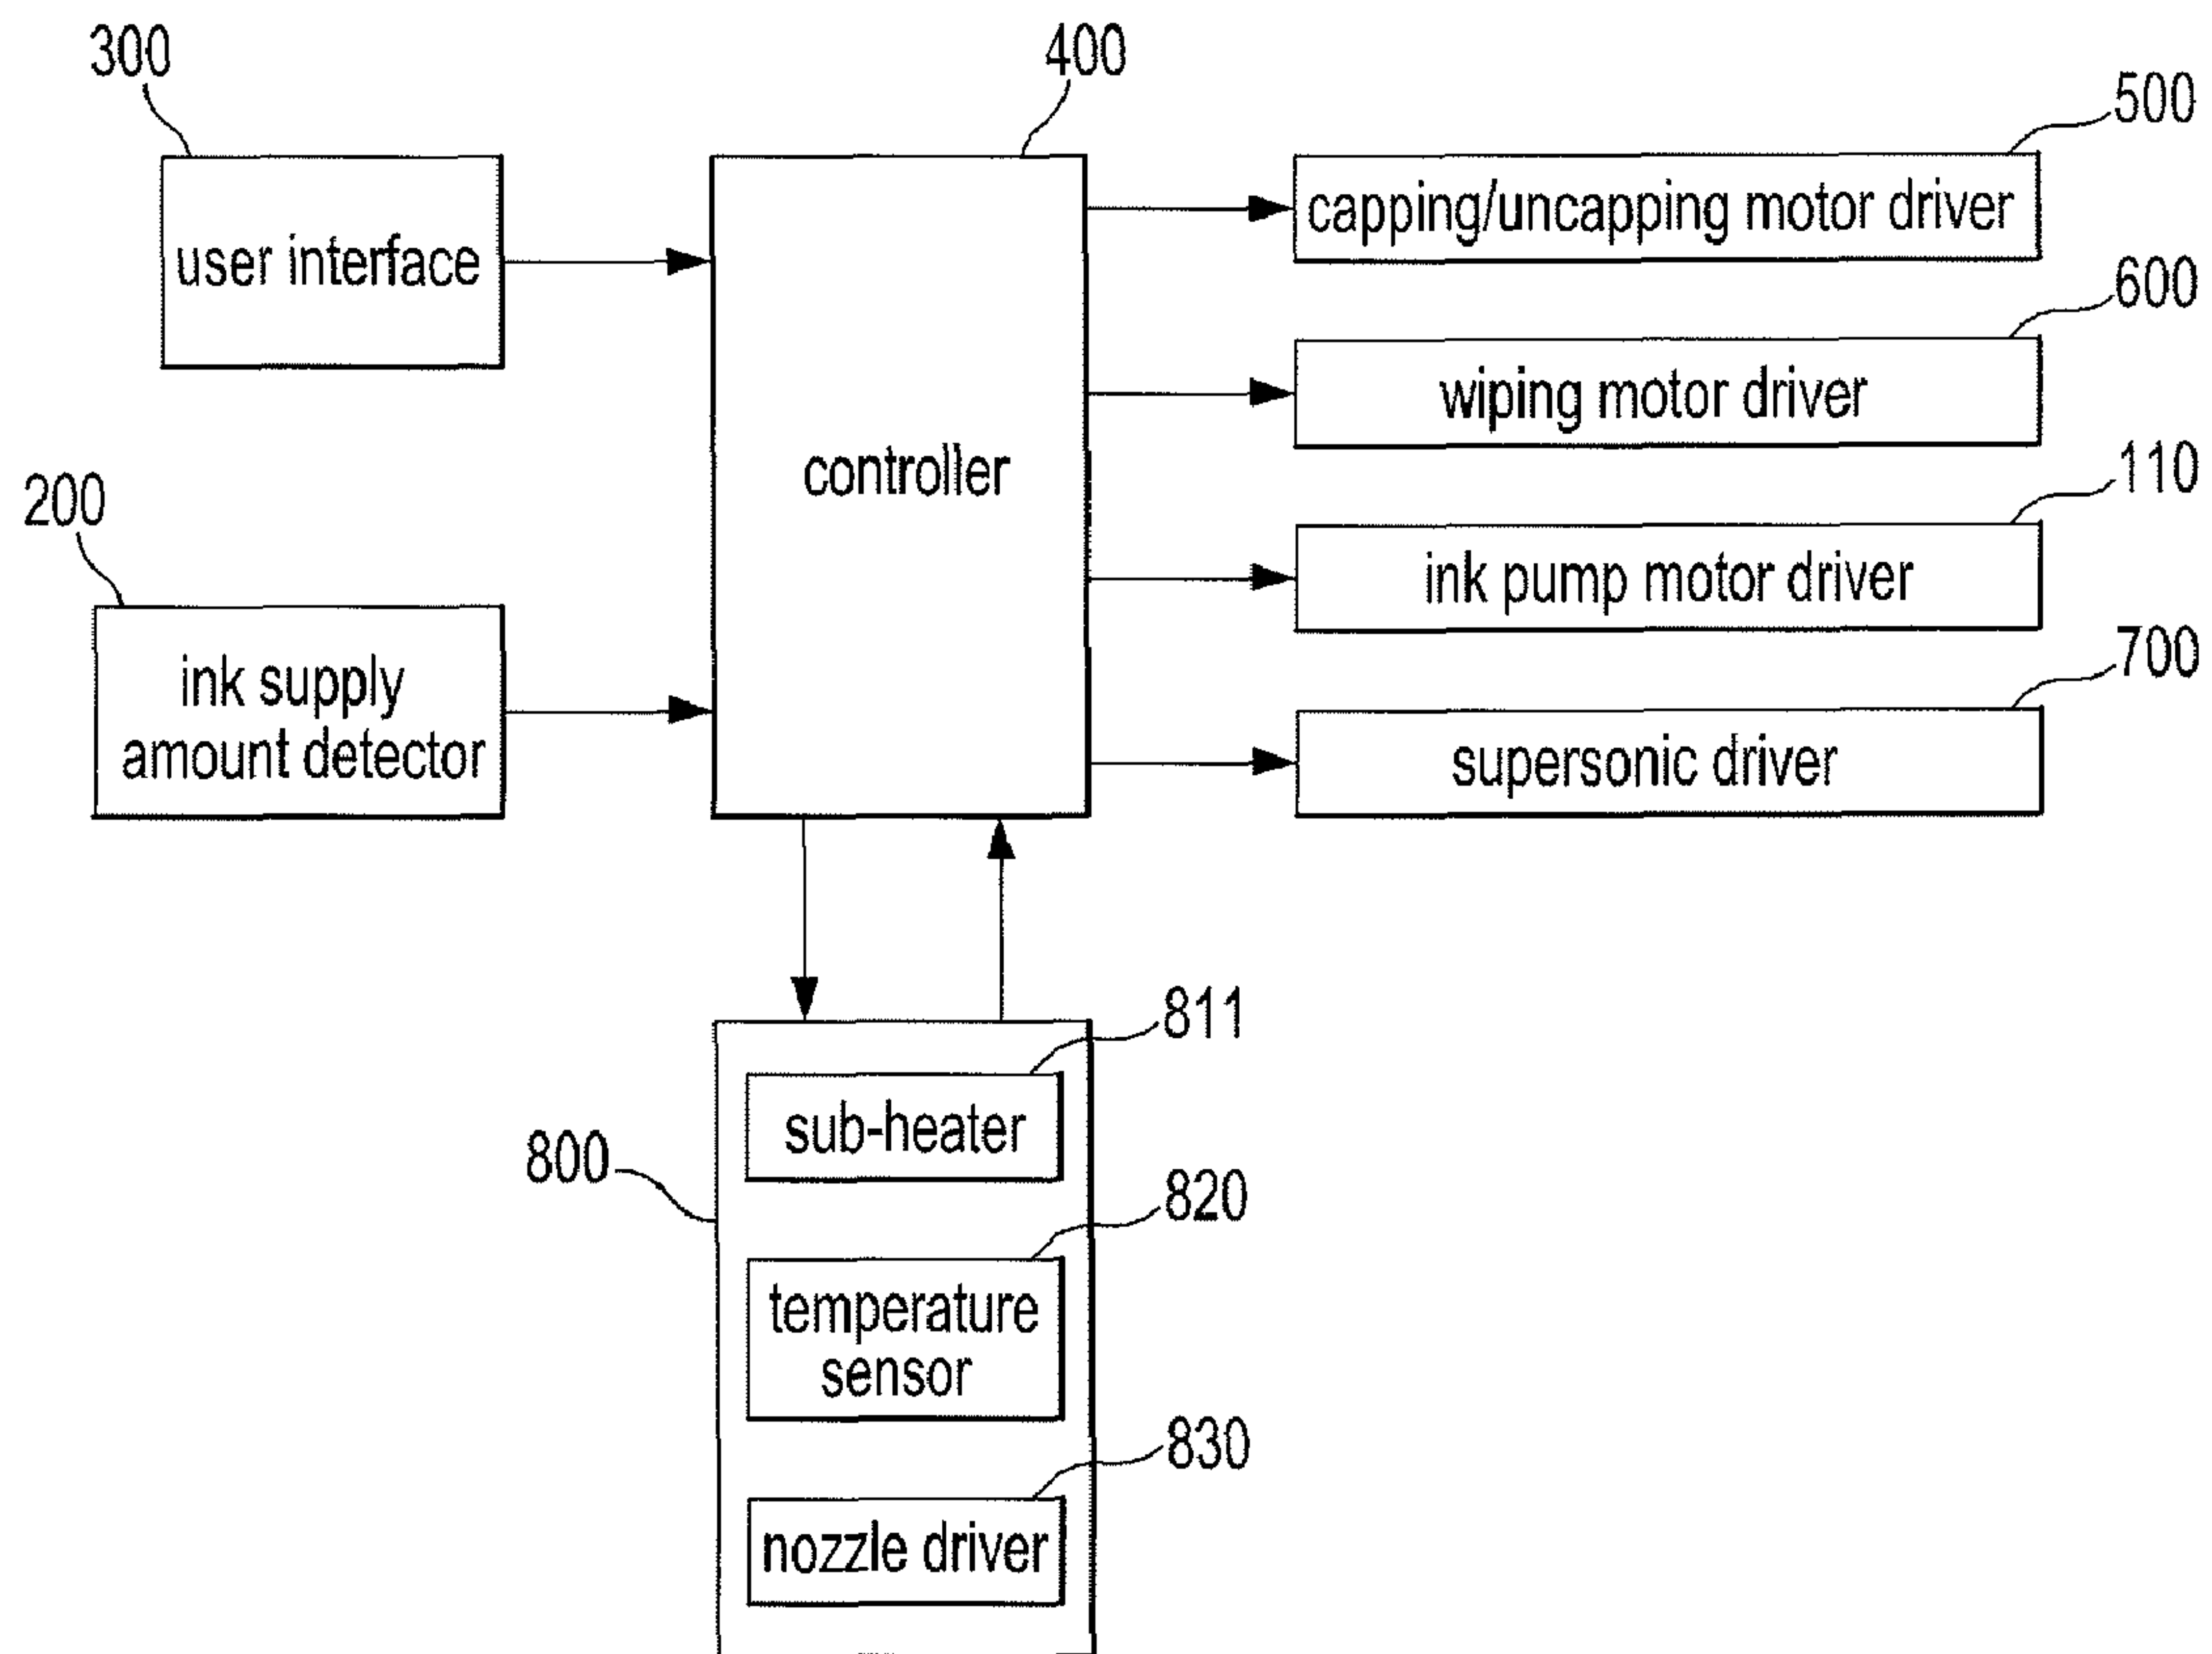 300
400
500
user interface
capping/uncapping motor driver
600
wiping motor driver
controller
200
110
ink supply
amount detector
ink pump motor driver
700
supersonic driver
811
sub-heater
800
820
temperature
sensor
830
nozzle driver